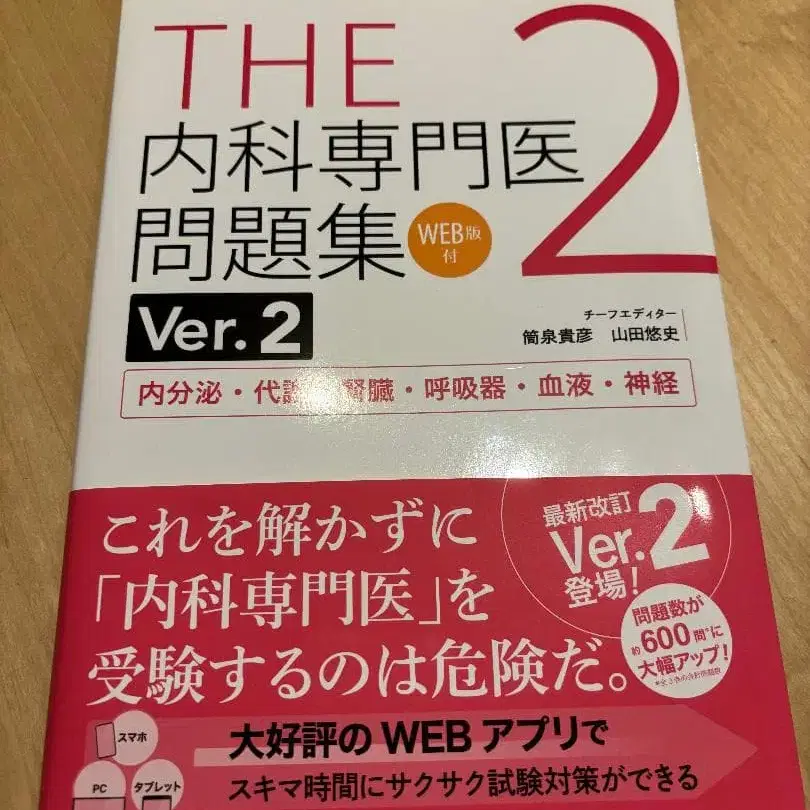 THE
2
内科専門医
問題集
WEB版
付
Ver.2
チーフエディター
筒泉貴彦 山田悠史
内分泌・代謝・腎臓・呼吸器・血液・神経
これを解かずに
「内科専門医」を
受験するのは危険だ。
最新改訂
Ver.2
登場!
問題数が
約600問*に
大幅アップ!
スマホ
PC
タブレット
大好評の WEB アプリで
スキマ時間にサクサク試験対策ができる